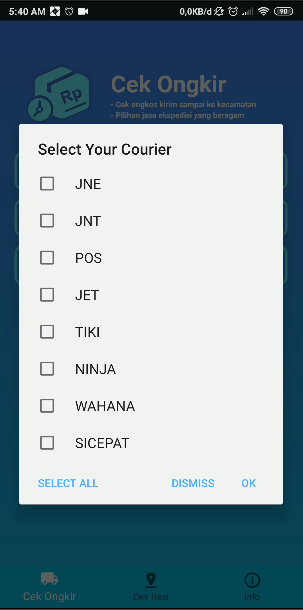 5:40 AM
0,0KB/d
90
Rp
Cek Ongkir
- Cek ongkos kirim sampai ke kecamatan
- Pilihan jasa ekspedisi yang beragam
Select Your Courier
JNE
JNT
POS
JET
TIKI
NINJA
WAHANA
SICEPAT
SELECT ALL
DISMISS
OK
Cek Ongkir
Cek Resi
Info